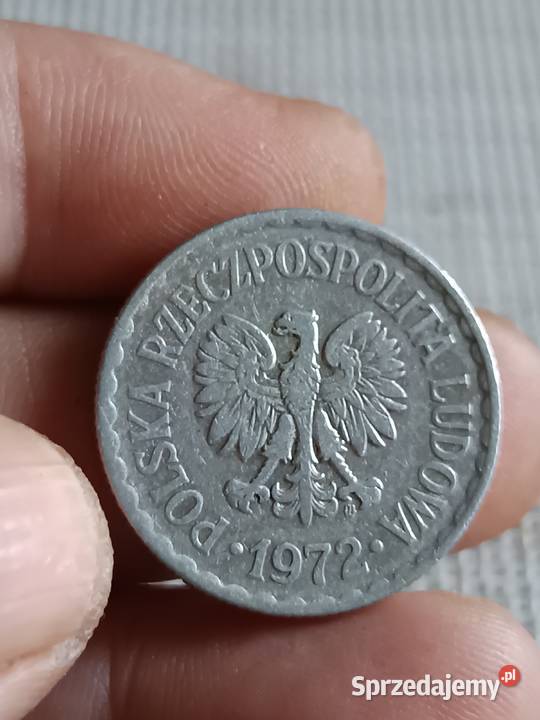 POLSKA RZECZPOSPOLITA LUDOWA
· 1972 ·
Sprzedajemy.pl